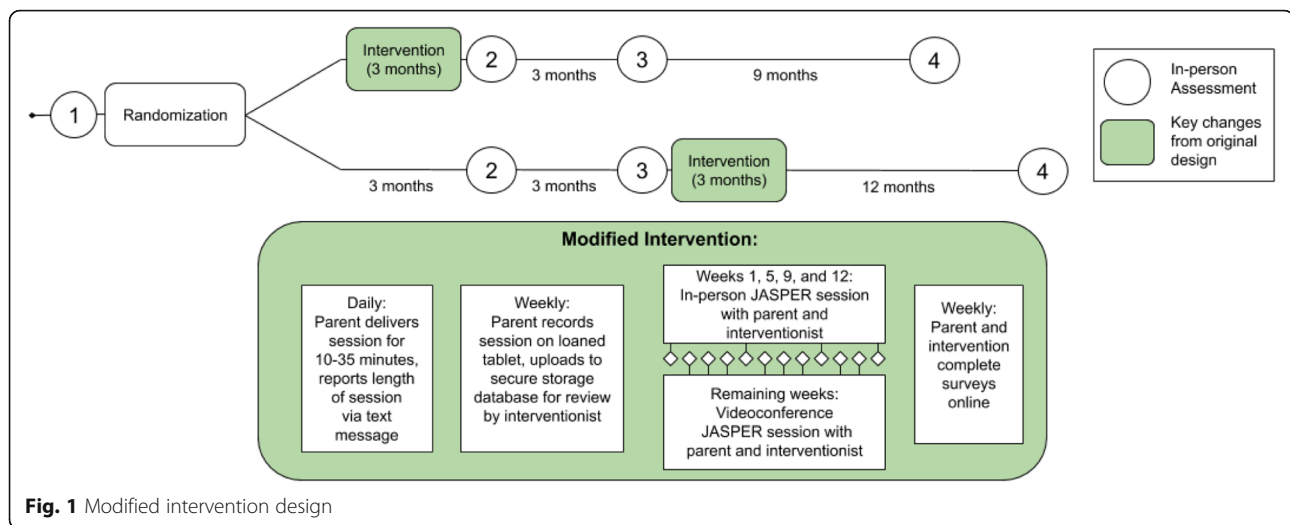 Intervention
(3 months)
2
3 months
3
9 months
4
In-person
Assessment
1
Randomization
Key changes
from original
design
3 months
2
3 months
3
Intervention
(3 months)
12 months
4
Modified Intervention:
Daily:
Parent delivers
session for
10-35 minutes,
reports length
of session
via text
message
Weekly:
Parent records
session on loaned
tablet, uploads to
secure storage
database for review
by interventionist
Weeks 1, 5, 9, and 12:
In-person JASPER session
with parent and
interventionist
Remaining weeks:
Videoconference
JASPER session with
parent and interventionist
Weekly:
Parent and
intervention
complete
surveys
online
Fig. 1 Modified intervention design